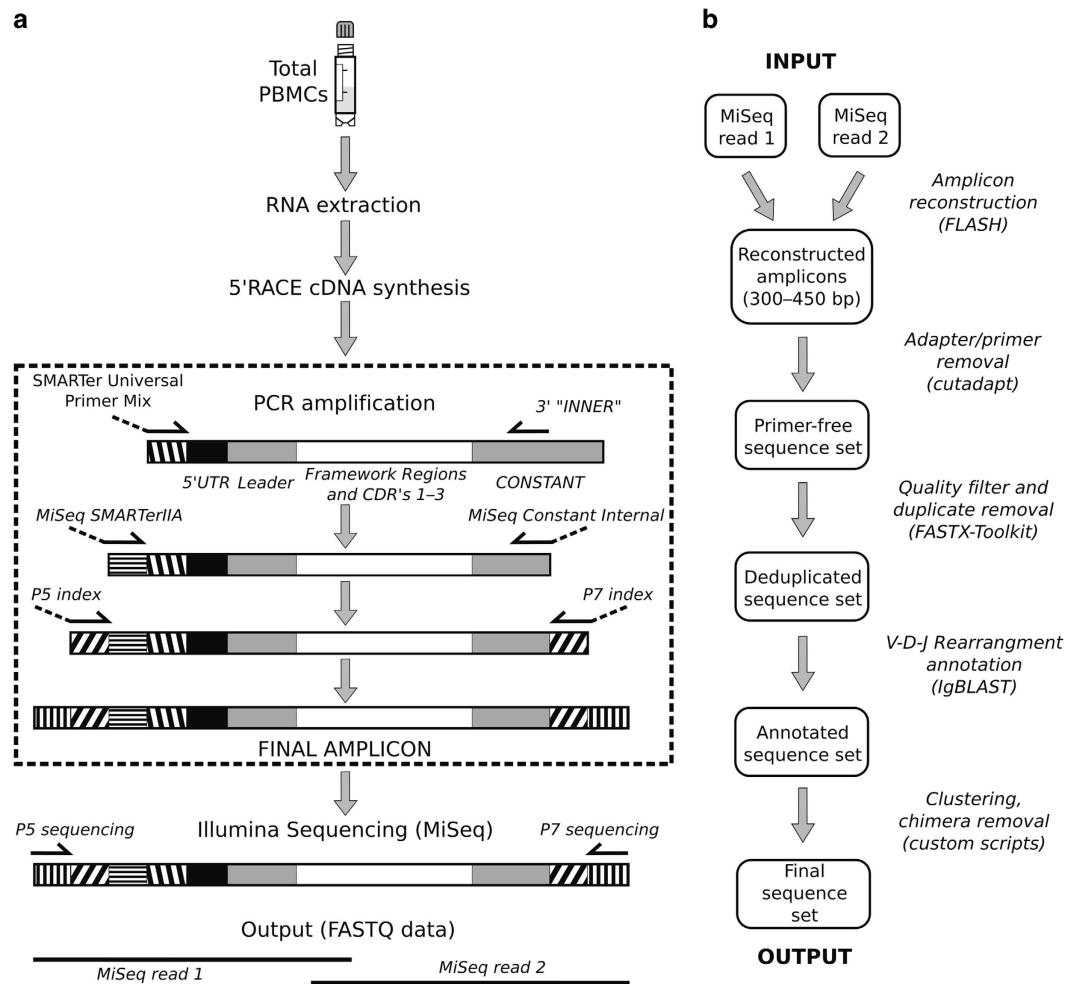 a
Total
PBMCs
RNA extraction
5'RACE cDNA synthesis
SMARTer Universal
Primer Mix
PCR amplification
3' "INNER"
5'UTR Leader
Framework Regions
and CDR's 1–3
CONSTANT
MiSeq SMARTerIIA
MiSeq Constant Internal
P5 index
P7 index
FINAL AMPLICON
P5 sequencing
Illumina Sequencing (MiSeq)
P7 sequencing
Output (FASTQ data)
MiSeq read 1
MiSeq read 2
b
INPUT
MiSeq
read 1
MiSeq
read 2
Amplicon
reconstruction
(FLASH)
Reconstructed
amplicons
(300–450 bp)
Adapter/primer
removal
(cutadapt)
Primer-free
sequence set
Quality filter and
duplicate removal
(FASTX-Toolkit)
Deduplicated
sequence set
V-D-J Rearrangment
annotation
(IgBLAST)
Annotated
sequence set
Clustering,
chimera removal
(custom scripts)
Final
sequence
set
OUTPUT